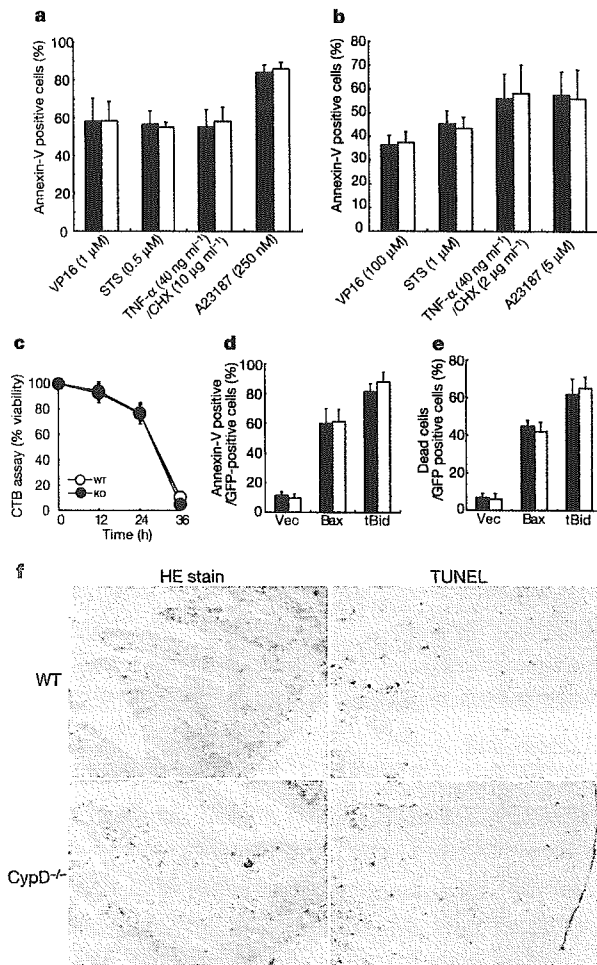 a
Annexin-V positive cells (%)
100
80
60
40
20
0
VP16 (1 µM)
STS (0.5 µM)
TNF-α (40 ng ml⁻¹)
/CHX (10 µg ml⁻¹)
A23187 (250 nM)
b
Annexin-V positive cells (%)
80
70
60
50
40
30
20
10
0
VP16 (100 µM)
STS (1 µM)
TNF-α (40 ng ml⁻¹)
/CHX (2 µg ml⁻¹)
A23187 (5 µM)
c
CTB assay (% viability)
100
80
60
40
20
0
WT
KO
0 12 24 36
Time (h)
d
Annexin-V positive
/GFP-positive cells (%)
100
80
60
40
20
0
Vec Bax tBid
e
Dead cells
/GFP positive cells (%)
80
60
40
20
0
Vec Bax tBid
f
HE stain TUNEL
WT
CypD⁻/⁻